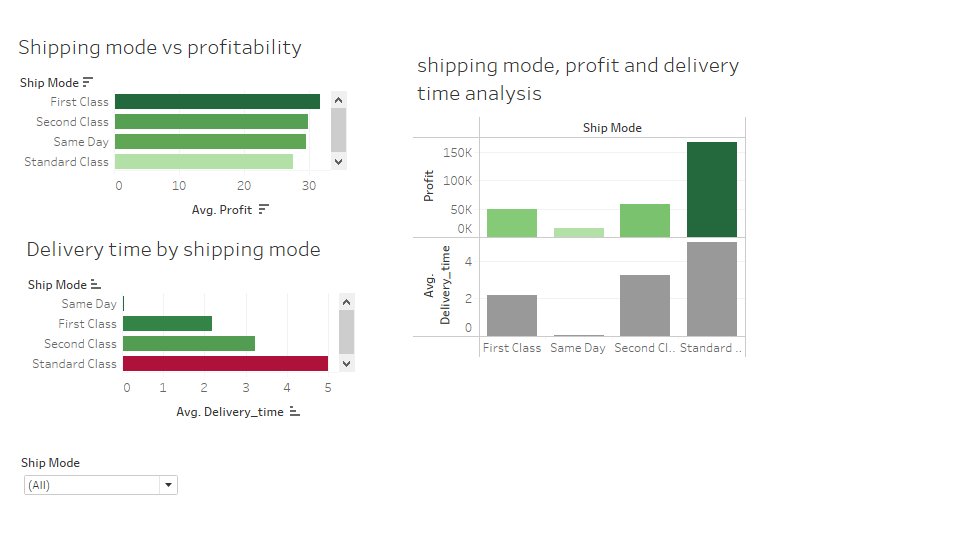 Shipping mode vs profitability
Ship Mode
First Class
Second Class
Same Day
Standard Class
0 10 20 30
Avg. Profit
Delivery time by shipping mode
Ship Mode
Same Day
First Class
Second Class
Standard Class
0 1 2 3 4 5
Avg. Delivery_time
Ship Mode
(All)
shipping mode, profit and delivery
time analysis
Ship Mode
150K
100K
50K
0K
Profit
4
2
0
Avg.
Delivery_time
First Class Same Day Second Cl.. Standard ..